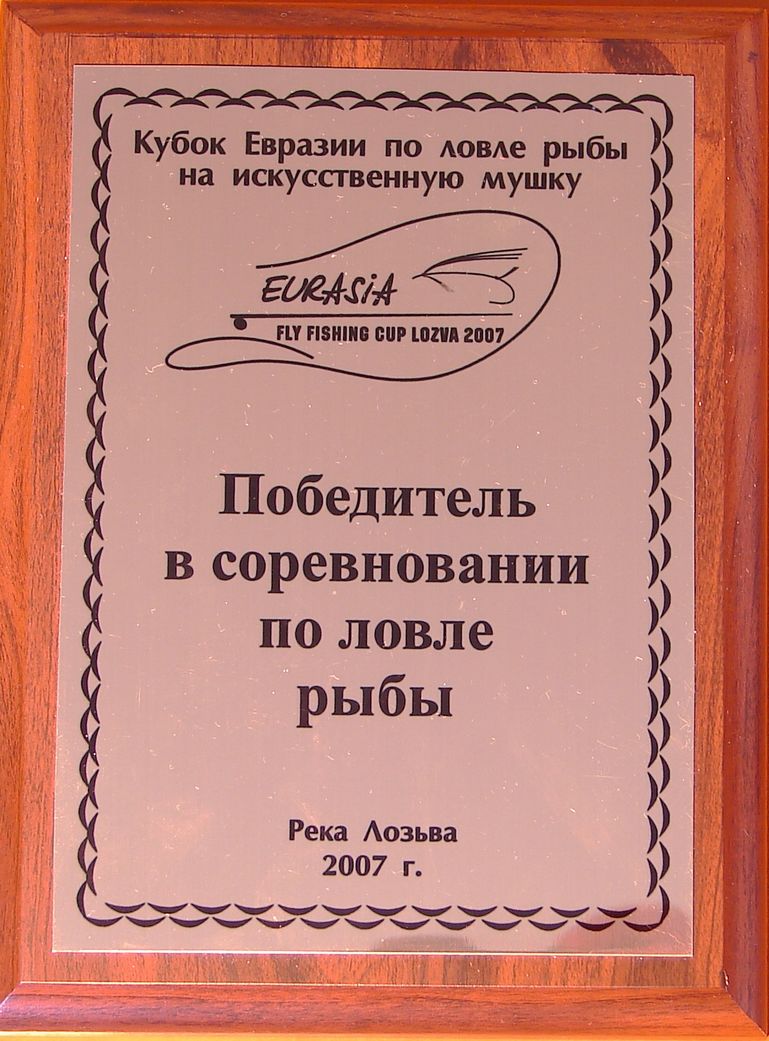 Кубок Евразии по ловле рыбы
на искусственную мушку
EURASiA
FLY FISHING CUP LOZVA 2007
Победитель
в соревновании
по ловле
рыбы
Река Лозьва
2007 г.